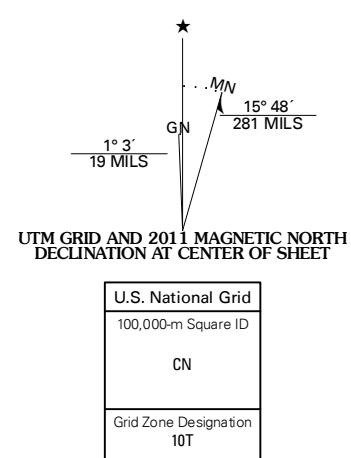 MN
GN
15° 48´
281 MILS
1° 3´
19 MILS
UTM GRID AND 2011 MAGNETIC NORTH
DECLINATION AT CENTER OF SHEET
U.S. National Grid
100,000-m Square ID
CN
Grid Zone Designation
10T